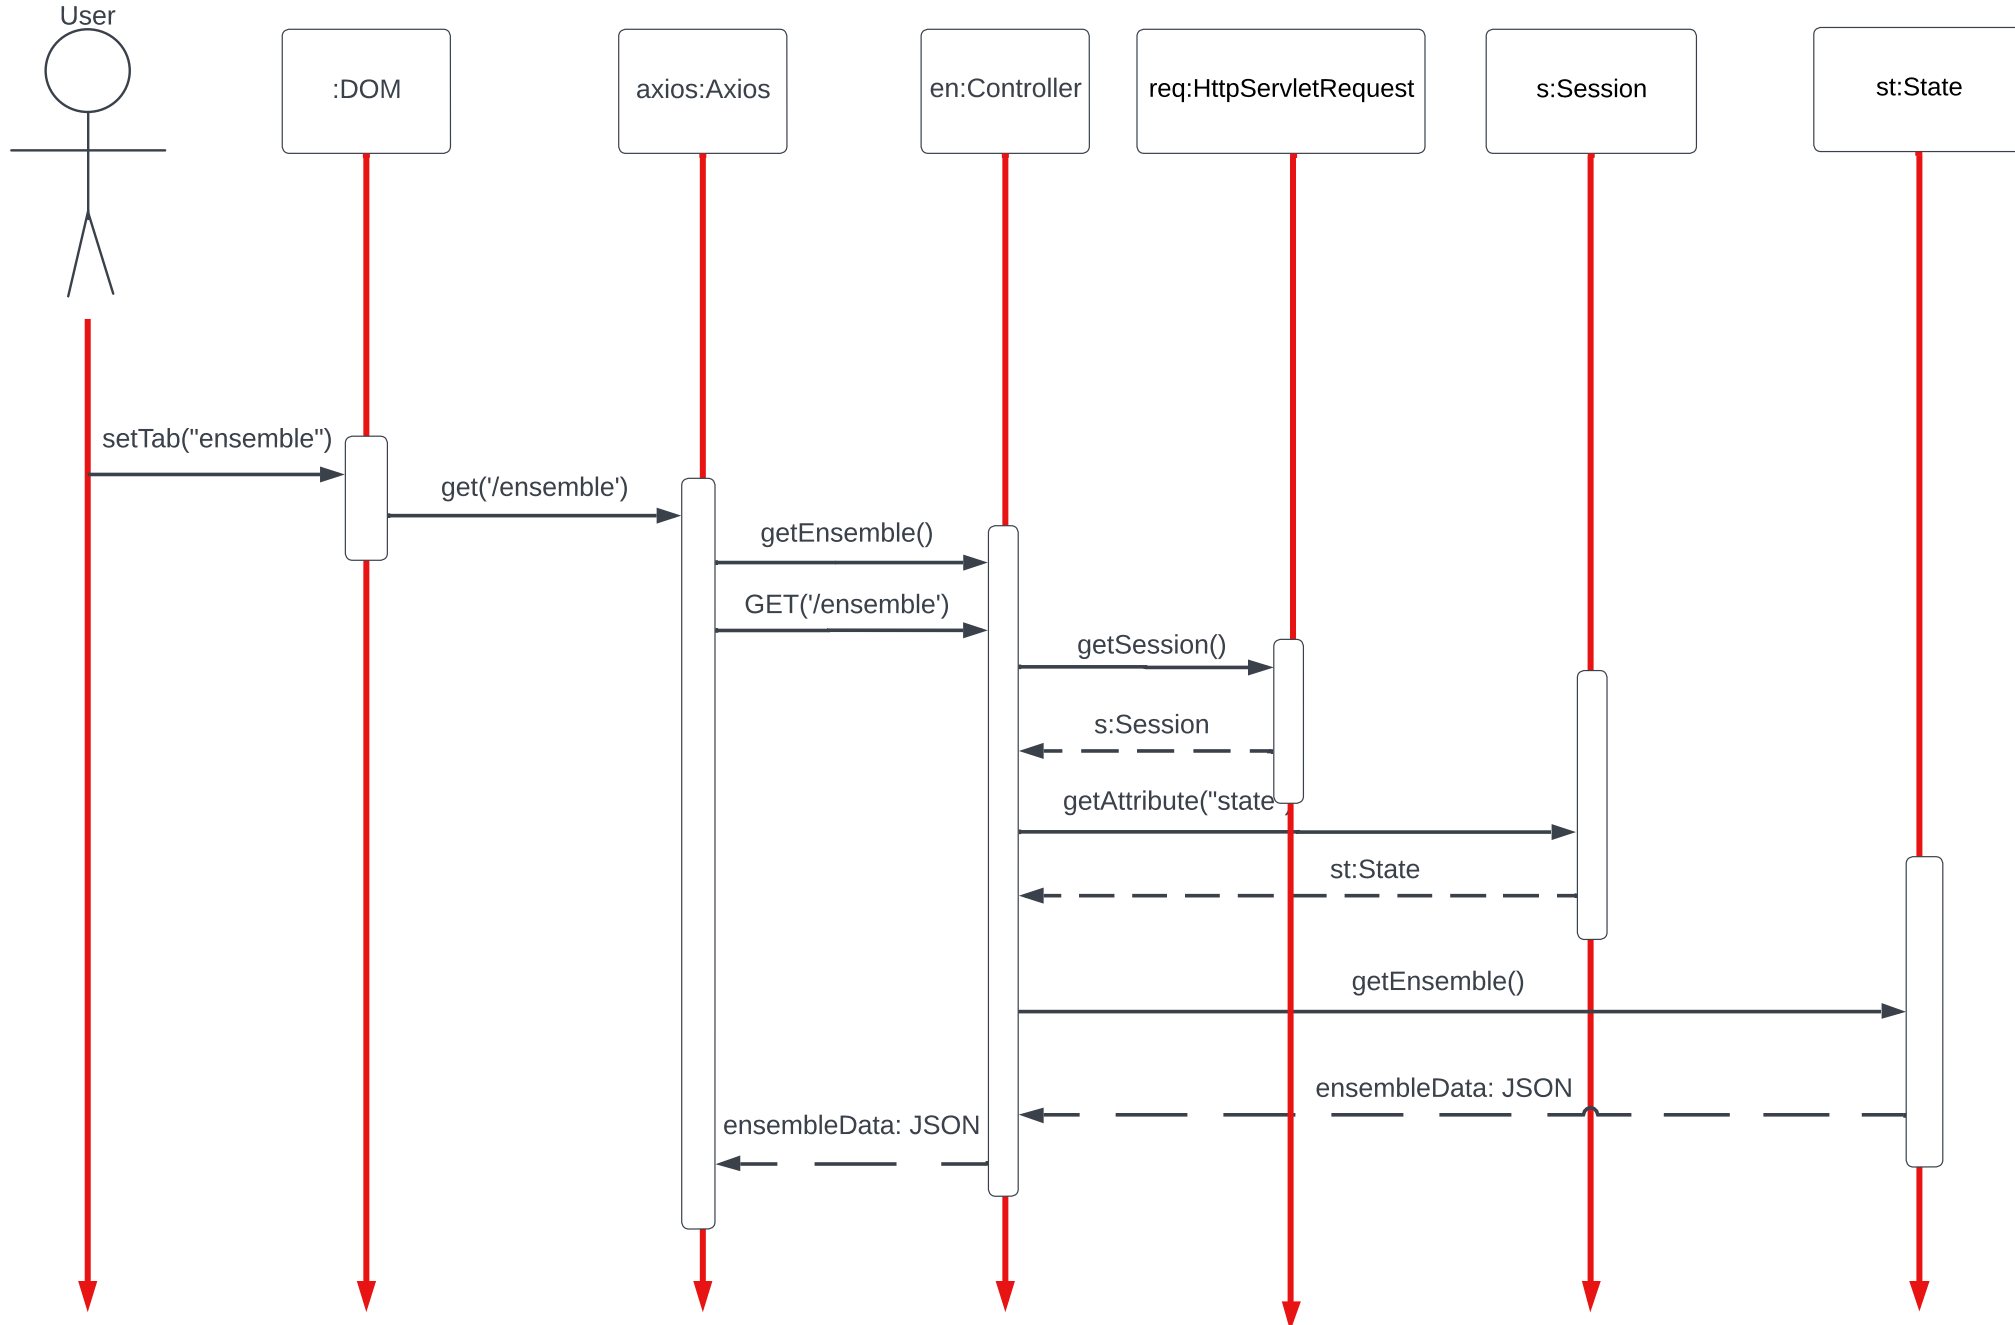 User
:DOM
axios:Axios
en:Controller
req:HttpServletRequest
s:Session
st:State
setTab("ensemble")
get('/ensemble')
getEnsemble()
GET('/ensemble')
getSession()
s:Session
getAttribute("state")
st:State
getEnsemble()
ensembleData: JSON
ensembleData: JSON